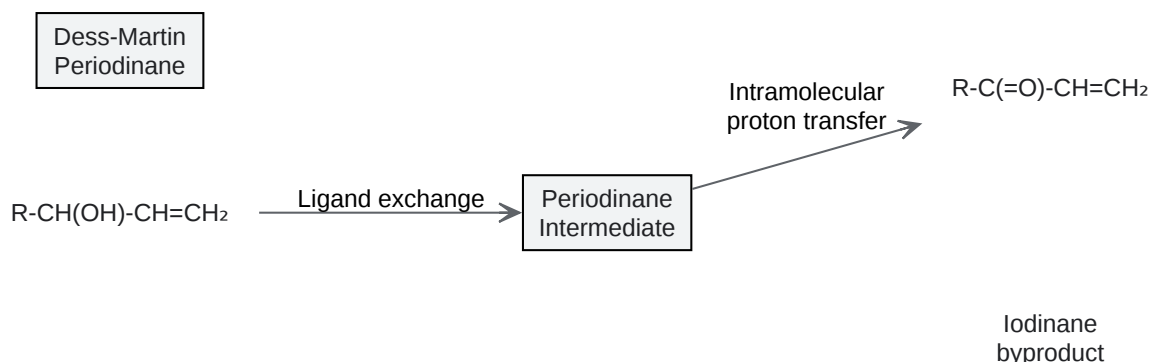 Dess-Martin
Periodinane
R-CH(OH)-CH=CH₂
Ligand exchange
Periodinane
Intermediate
Intramolecular
proton transfer
R-C(=O)-CH=CH₂
Iodinane
byproduct